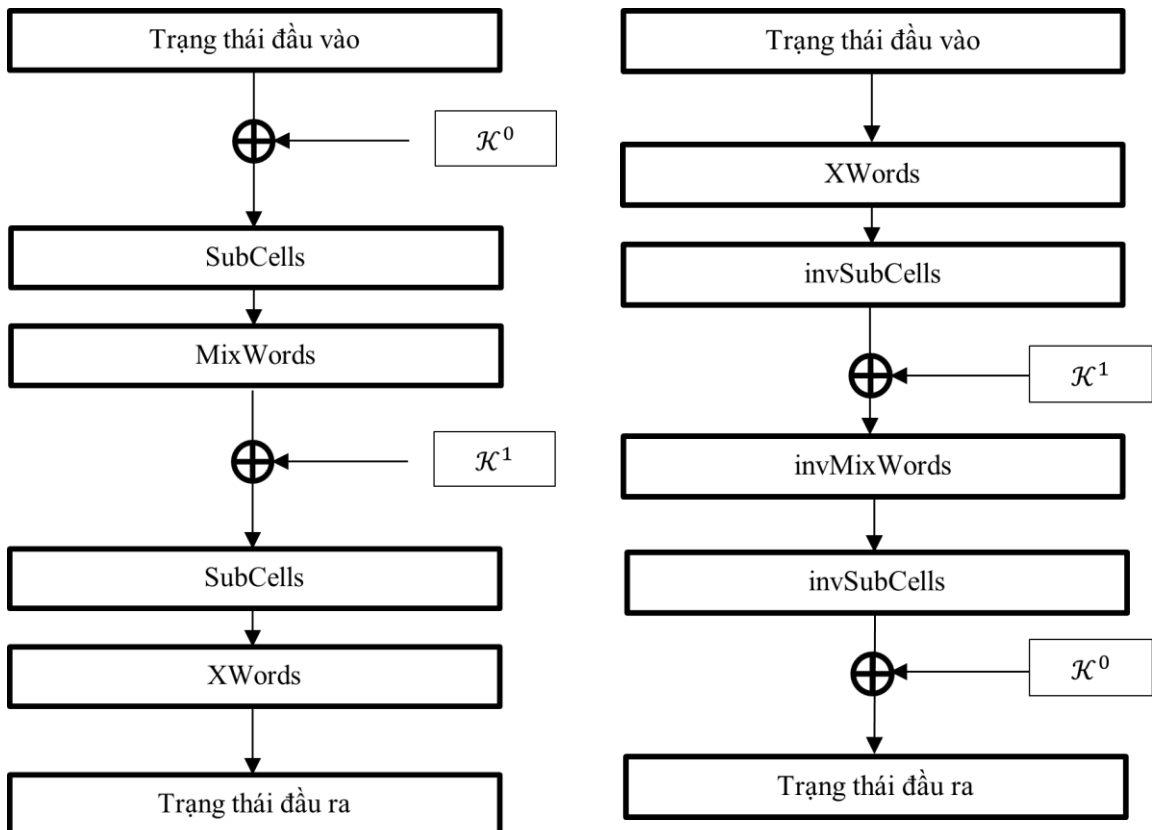 Trạng thái đầu vào
𝒦⁰
SubCells
MixWords
𝒦¹
SubCells
XWords
Trạng thái đầu ra
Trạng thái đầu vào
XWords
invSubCells
𝒦¹
invMixWords
invSubCells
𝒦⁰
Trạng thái đầu ra